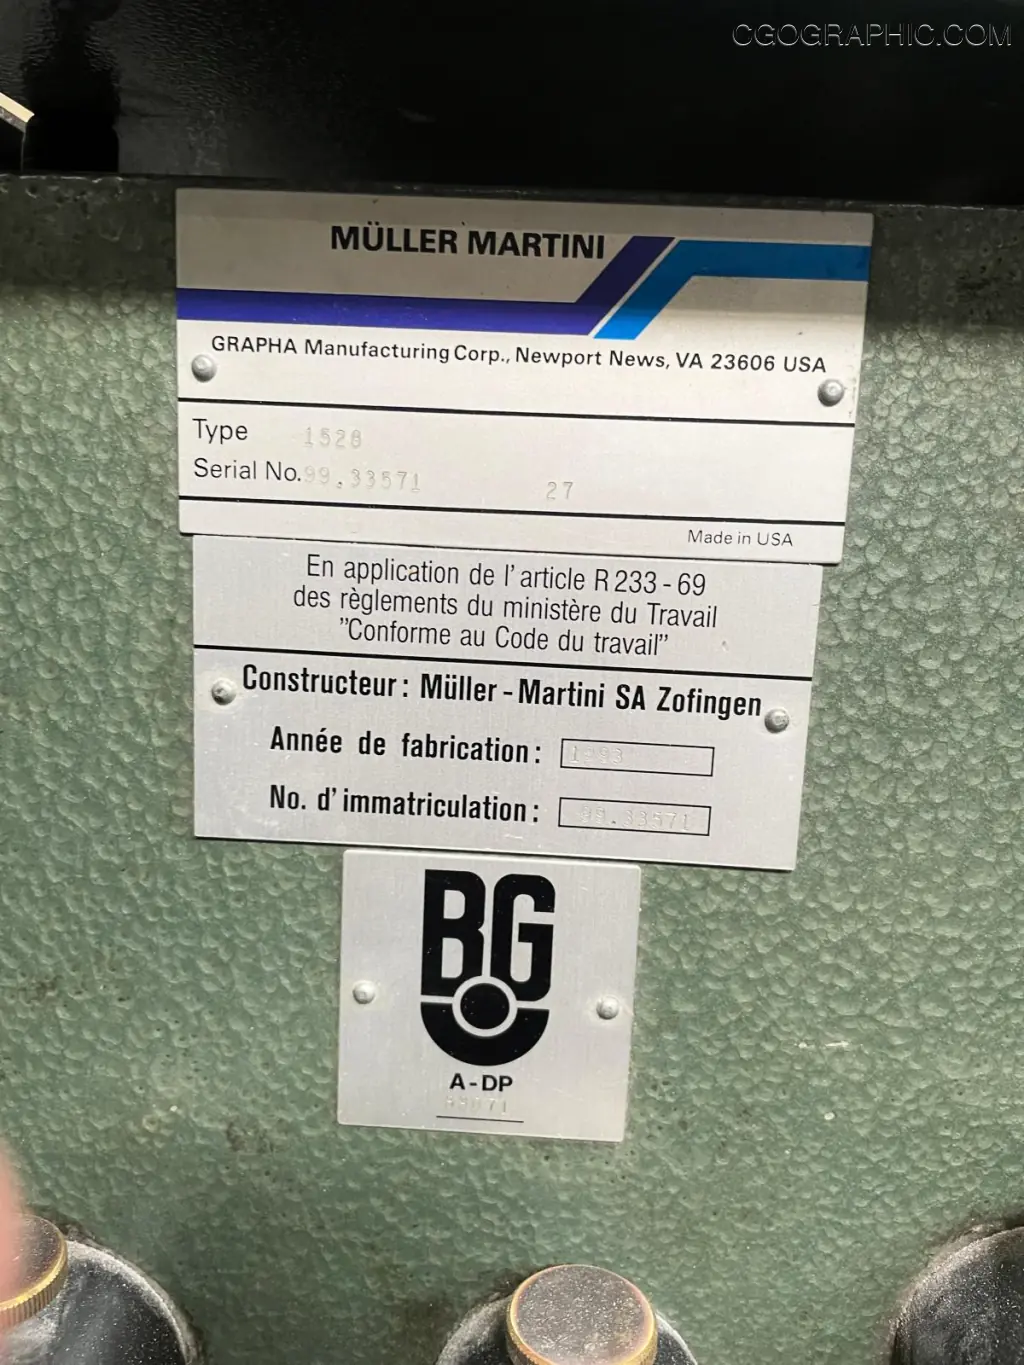 CGOGRAPHIC.COM
MÜLLER MARTINI
GRAPHA Manufacturing Corp., Newport News, VA 23606 USA
Type 1528
Serial No. 99.33571 27
Made in USA
En application de l'article R 233 - 69
des règlements du ministère du Travail
"Conforme au Code du travail"
Constructeur: Müller - Martini SA Zofingen
Année de fabrication: 1993
No. d'immatriculation: 99.33571
BG
A - DP